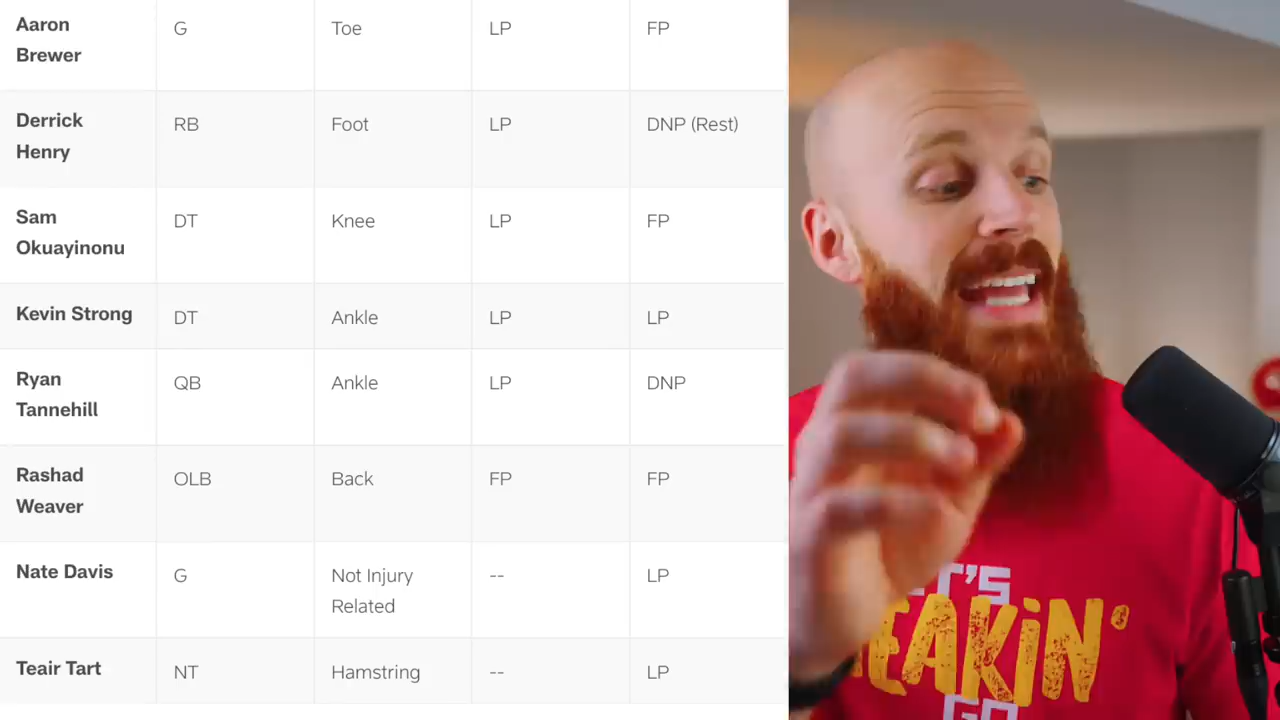 Aaron
Brewer
G
Toe
LP
FP
Derrick
Henry
RB
Foot
LP
DNP (Rest)
Sam
Okuayinonu
DT
Knee
LP
FP
Kevin Strong
DT
Ankle
LP
LP
Ryan
Tannehill
QB
Ankle
LP
DNP
Rashad
Weaver
OLB
Back
FP
FP
Nate Davis
G
Not Injury
Related
--
LP
Teair Tart
NT
Hamstring
--
LP
T'S
EAKiN'
GO